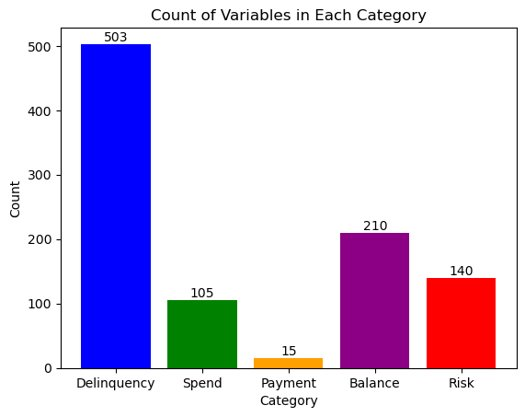 Count of Variables in Each Category
Count
500
400
300
200
100
0
503
105
15
210
140
Delinquency Spend Payment Balance Risk
Category